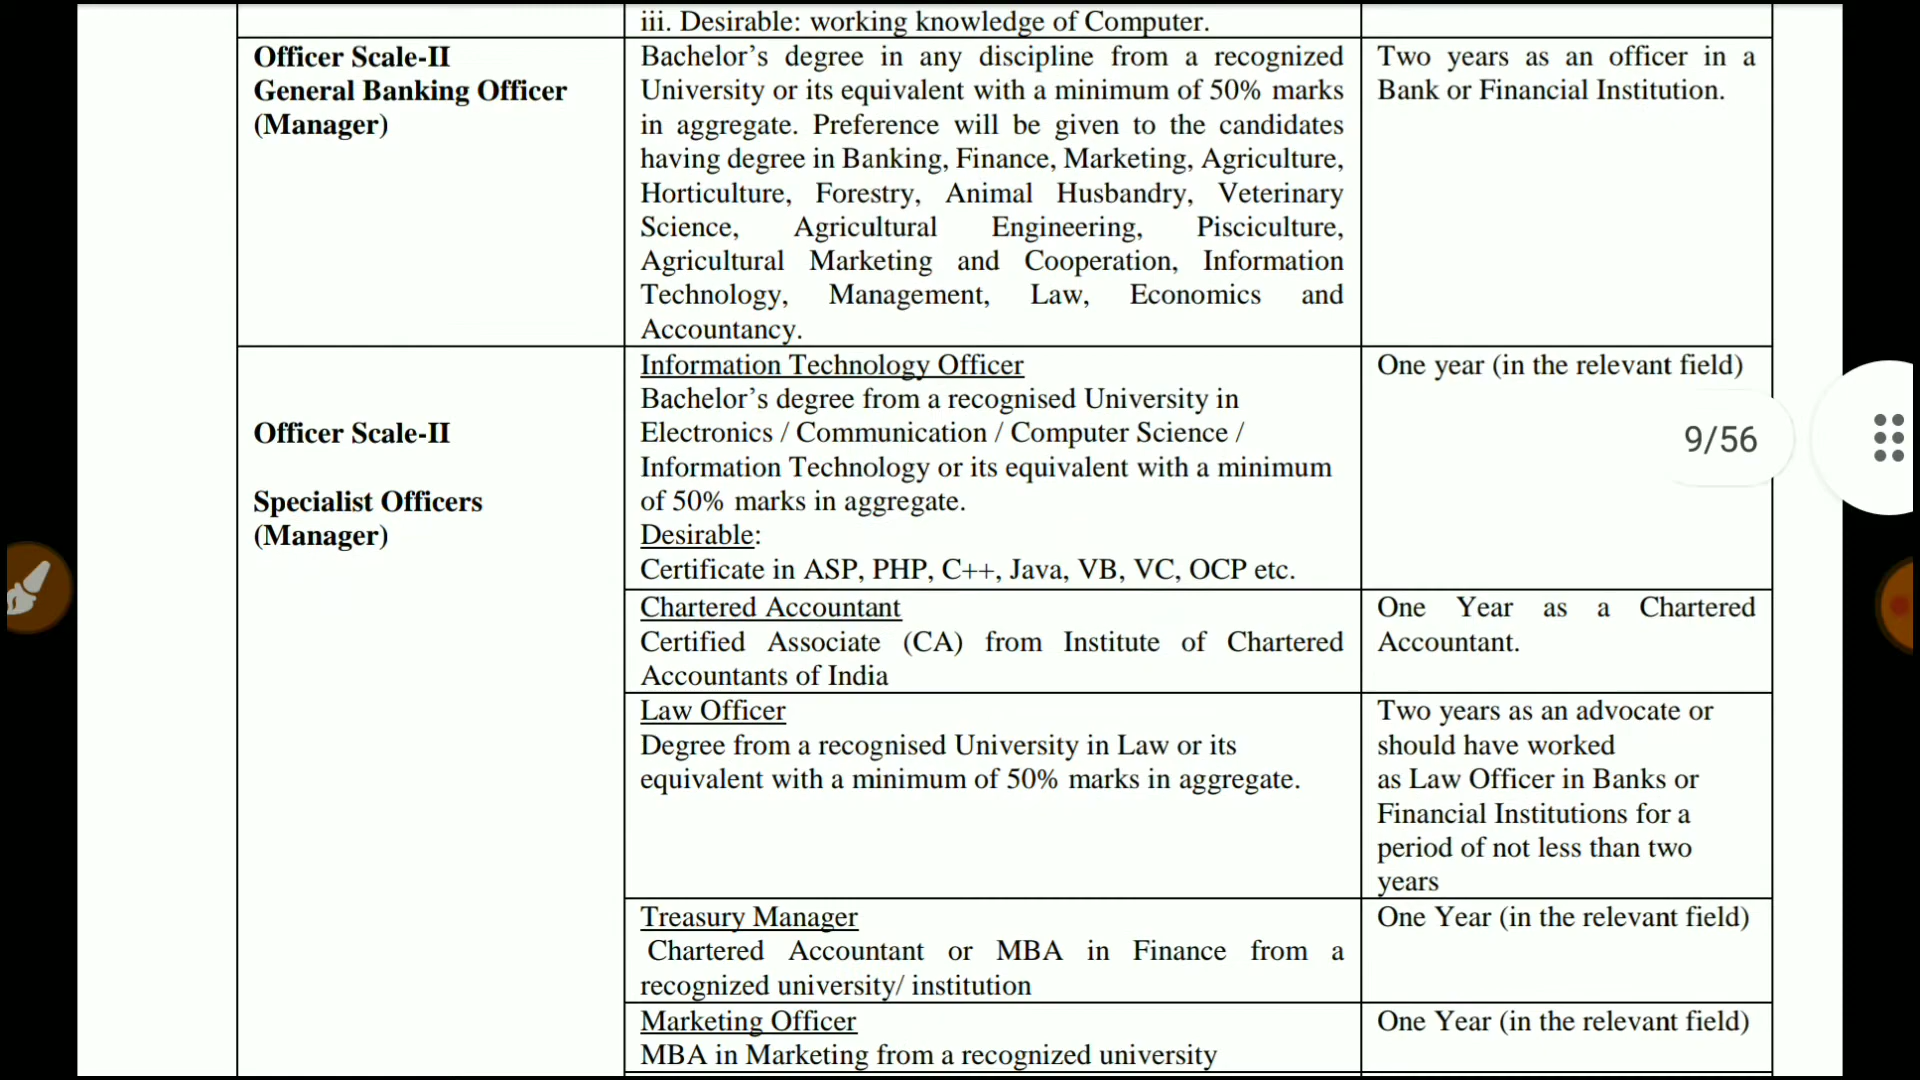 iii. Desirable: working knowledge of Computer.
Officer Scale-II
General Banking Officer
(Manager)
Bachelor’s degree in any discipline from a recognized
University or its equivalent with a minimum of 50% marks
in aggregate. Preference will be given to the candidates
having degree in Banking, Finance, Marketing, Agriculture,
Horticulture, Forestry, Animal Husbandry, Veterinary
Science, Agricultural Engineering, Pisciculture,
Agricultural Marketing and Cooperation, Information
Technology, Management, Law, Economics and
Accountancy.
Two years as an officer in a
Bank or Financial Institution.
Officer Scale-II
Specialist Officers
(Manager)
Information Technology Officer
Bachelor’s degree from a recognised University in
Electronics / Communication / Computer Science /
Information Technology or its equivalent with a minimum
of 50% marks in aggregate.
Desirable:
Certificate in ASP, PHP, C++, Java, VB, VC, OCP etc.
One year (in the relevant field)
9/56
Chartered Accountant
Certified Associate (CA) from Institute of Chartered
Accountants of India
One Year as a Chartered
Accountant.
Law Officer
Degree from a recognised University in Law or its
equivalent with a minimum of 50% marks in aggregate.
Two years as an advocate or
should have worked
as Law Officer in Banks or
Financial Institutions for a
period of not less than two
years
Treasury Manager
Chartered Accountant or MBA in Finance from a
recognized university/ institution
One Year (in the relevant field)
Marketing Officer
MBA in Marketing from a recognized university
One Year (in the relevant field)